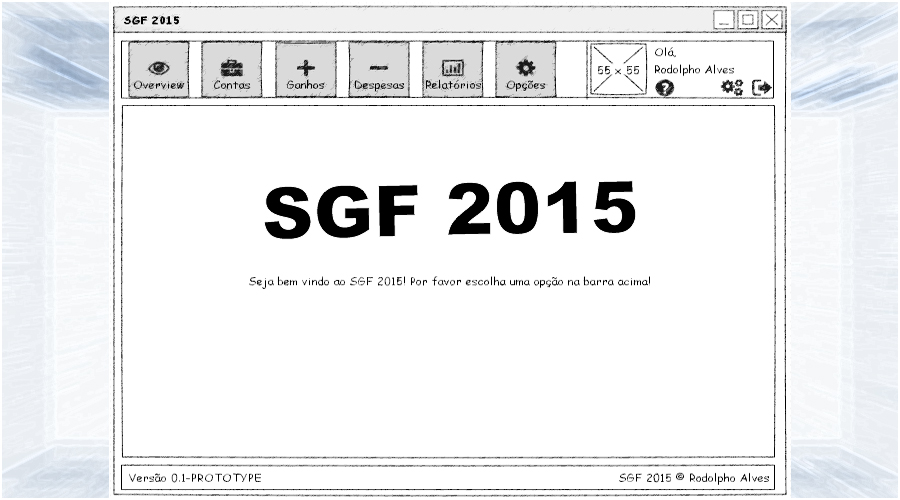 SGF 2015
Overview Contas Ganhos Despesas Relatórios Opções
55 x 55
Olá,
Rodolpho Alves
SGF 2015
Seja bem vindo ao SGF 2015! Por favor escolha uma opção na barra acima!
Versão 0.1-PROTOTYPE
SGF 2015 © Rodolpho Alves